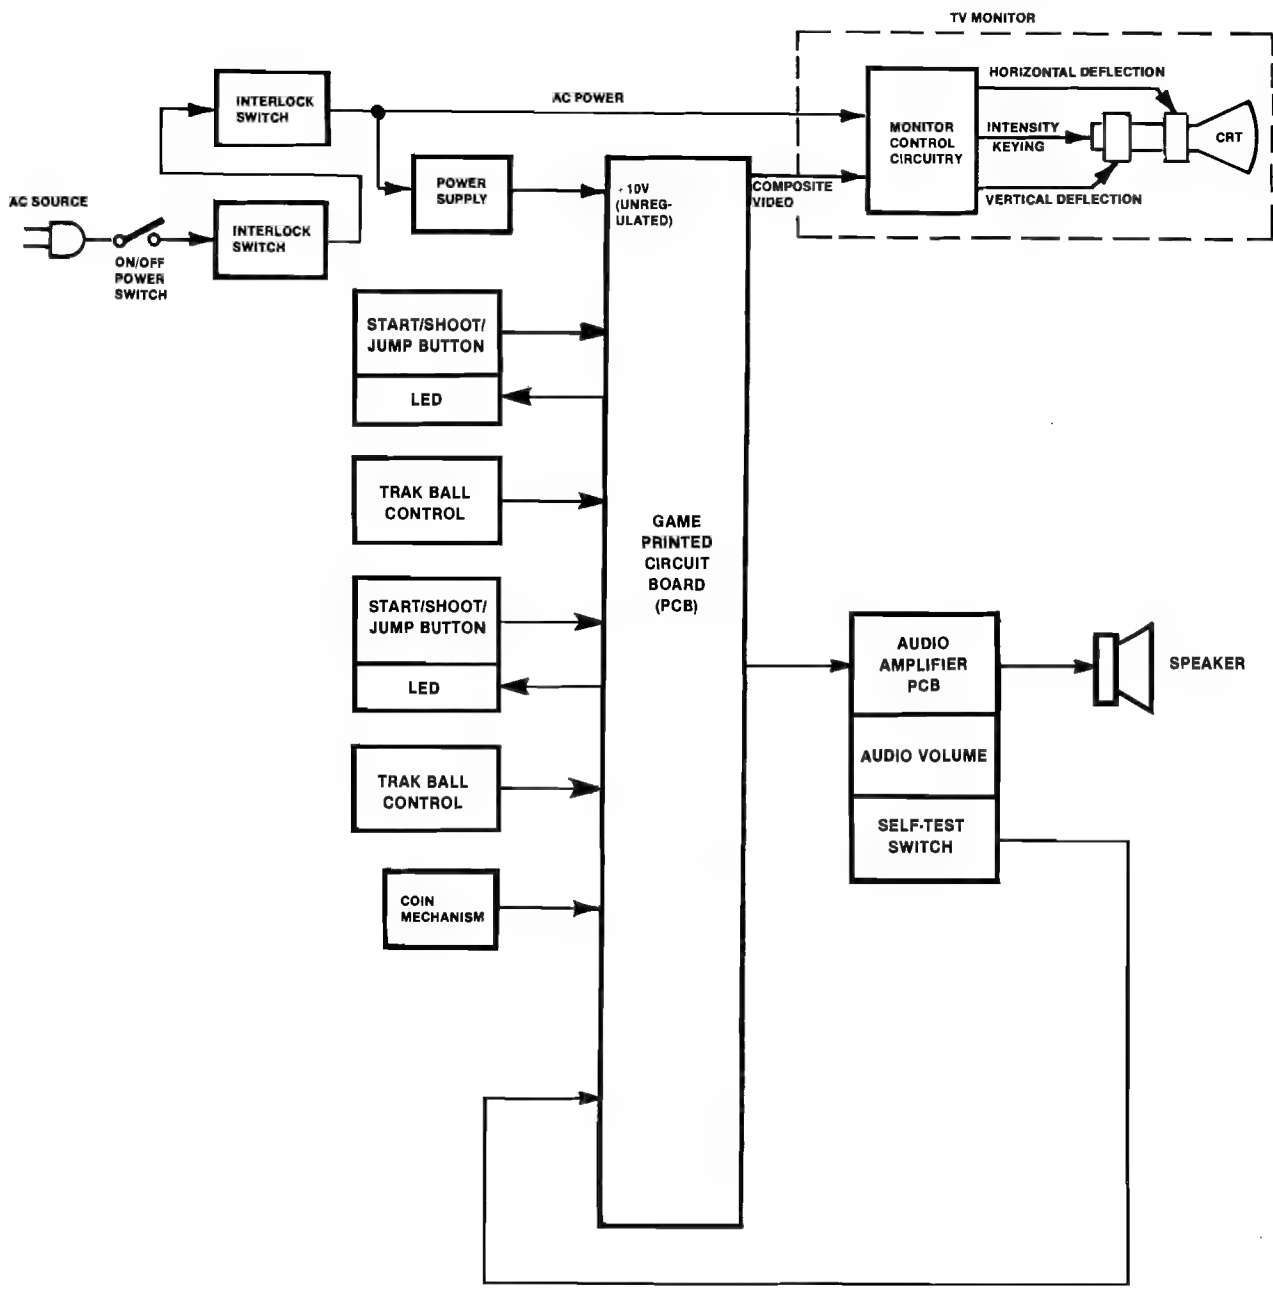 TV MONITOR
HORIZONTAL DEFLECTION
INTERLOCK
SWITCH
AC POWER
MONITOR
CONTROL
CIRCUITRY
INTENSITY
KEYING
CRT
POWER
SUPPLY
+ 10V
(UNREG-
ULATED)
COMPOSITE
VIDEO
VERTICAL DEFLECTION
AC SOURCE
INTERLOCK
SWITCH
ON/OFF
POWER
SWITCH
START/SHOOT/
JUMP BUTTON
LED
TRAK BALL
CONTROL
GAME
PRINTED
CIRCUIT
BOARD
(PCB)
START/SHOOT/
JUMP BUTTON
LED
AUDIO
AMPLIFIER
PCB
SPEAKER
AUDIO VOLUME
TRAK BALL
CONTROL
SELF-TEST
SWITCH
COIN
MECHANISM